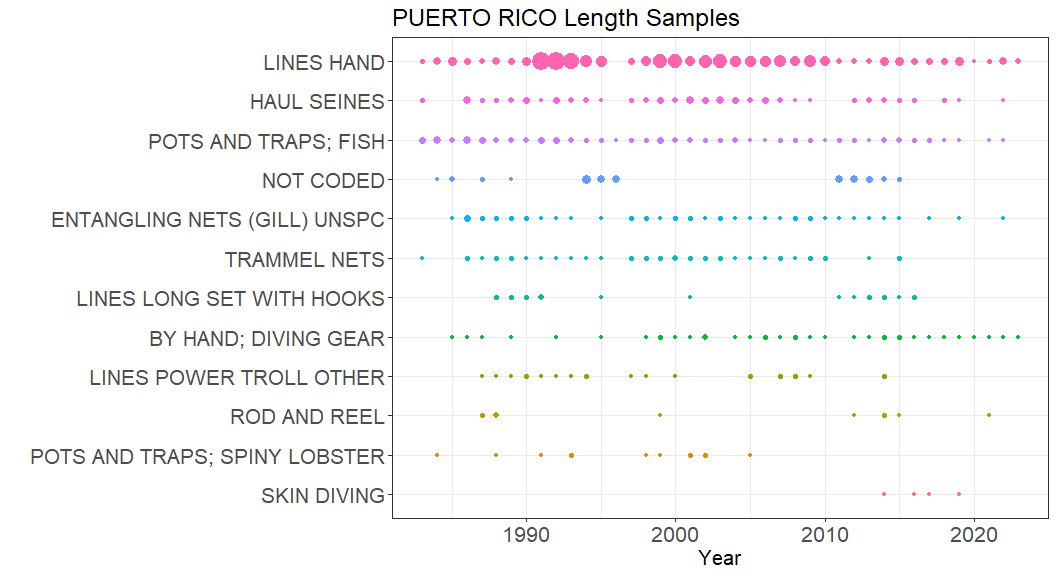 PUERTO RICO Length Samples
LINES HAND
HAUL SEINES
POTS AND TRAPS; FISH
NOT CODED
ENTANGLING NETS (GILL) UNSPC
TRAMMEL NETS
LINES LONG SET WITH HOOKS
BY HAND; DIVING GEAR
LINES POWER TROLL OTHER
ROD AND REEL
POTS AND TRAPS; SPINY LOBSTER
SKIN DIVING
1990 2000 2010 2020
Year